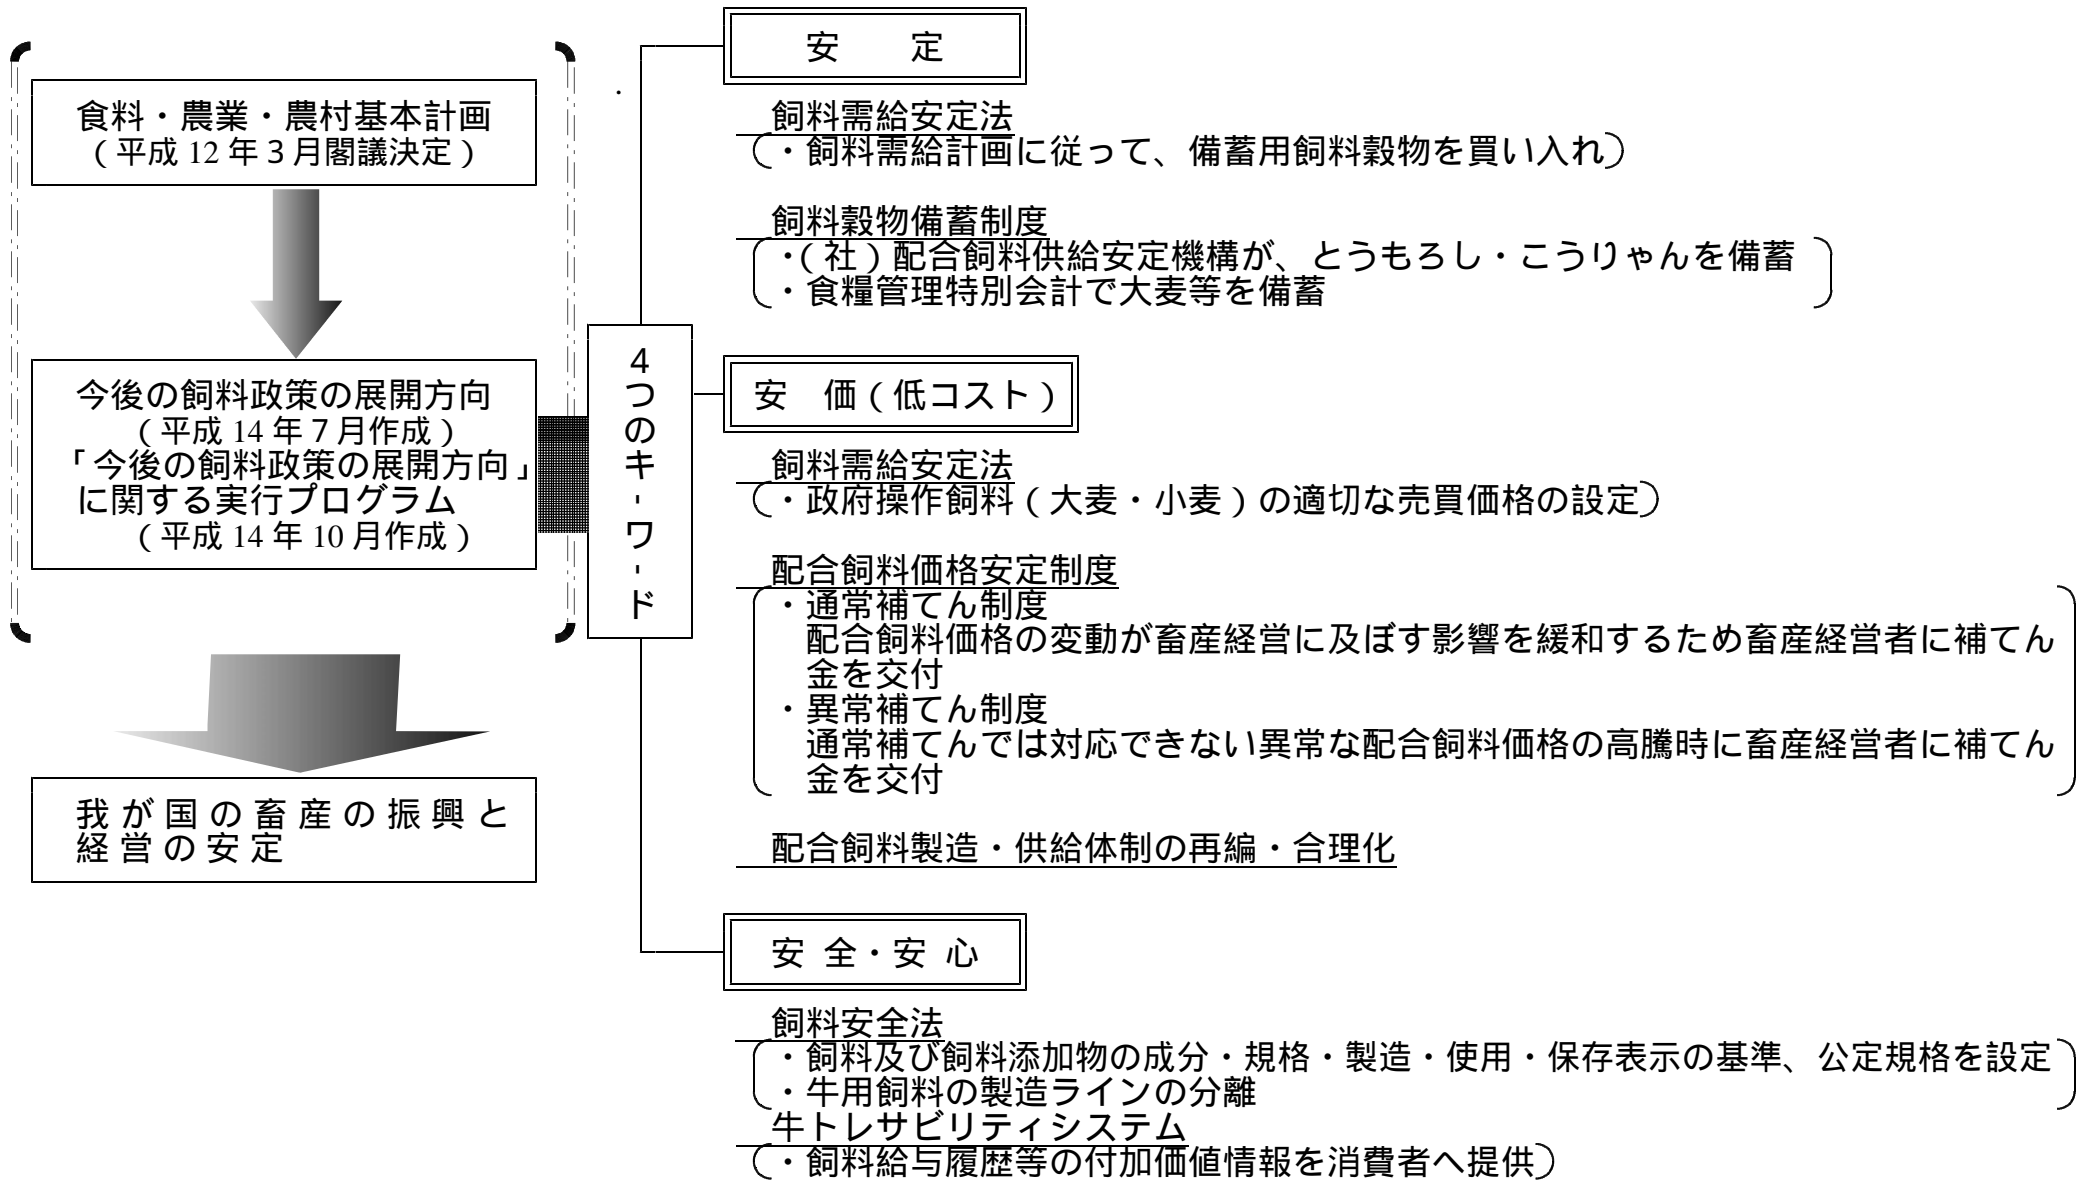 食料・農業・農村基本計画
（平成 12 年３月閣議決定）
今後の飼料政策の展開方向
（平成 14 年７月作成）
「今後の飼料政策の展開方向」
に関する実行プログラム
（平成 14 年 10 月作成）
我が国の畜産の振興と
経営の安定
４つのキ-ワ-ド
安　　定
飼料需給安定法
・飼料需給計画に従って、備蓄用飼料穀物を買い入れ
飼料穀物備蓄制度
・（社）配合飼料供給安定機構が、とうもろし・こうりゃんを備蓄
・食糧管理特別会計で大麦等を備蓄
安　価（低コスト）
飼料需給安定法
・政府操作飼料（大麦・小麦）の適切な売買価格の設定
配合飼料価格安定制度
・通常補てん制度
配合飼料価格の変動が畜産経営に及ぼす影響を緩和するため畜産経営者に補てん
金を交付
・異常補てん制度
通常補てんでは対応できない異常な配合飼料価格の高騰時に畜産経営者に補てん
金を交付
配合飼料製造・供給体制の再編・合理化
安 全・安 心
飼料安全法
・飼料及び飼料添加物の成分・規格・製造・使用・保存表示の基準、公定規格を設定
・牛用飼料の製造ラインの分離
牛トレサビリティシステム
・飼料給与履歴等の付加価値情報を消費者へ提供